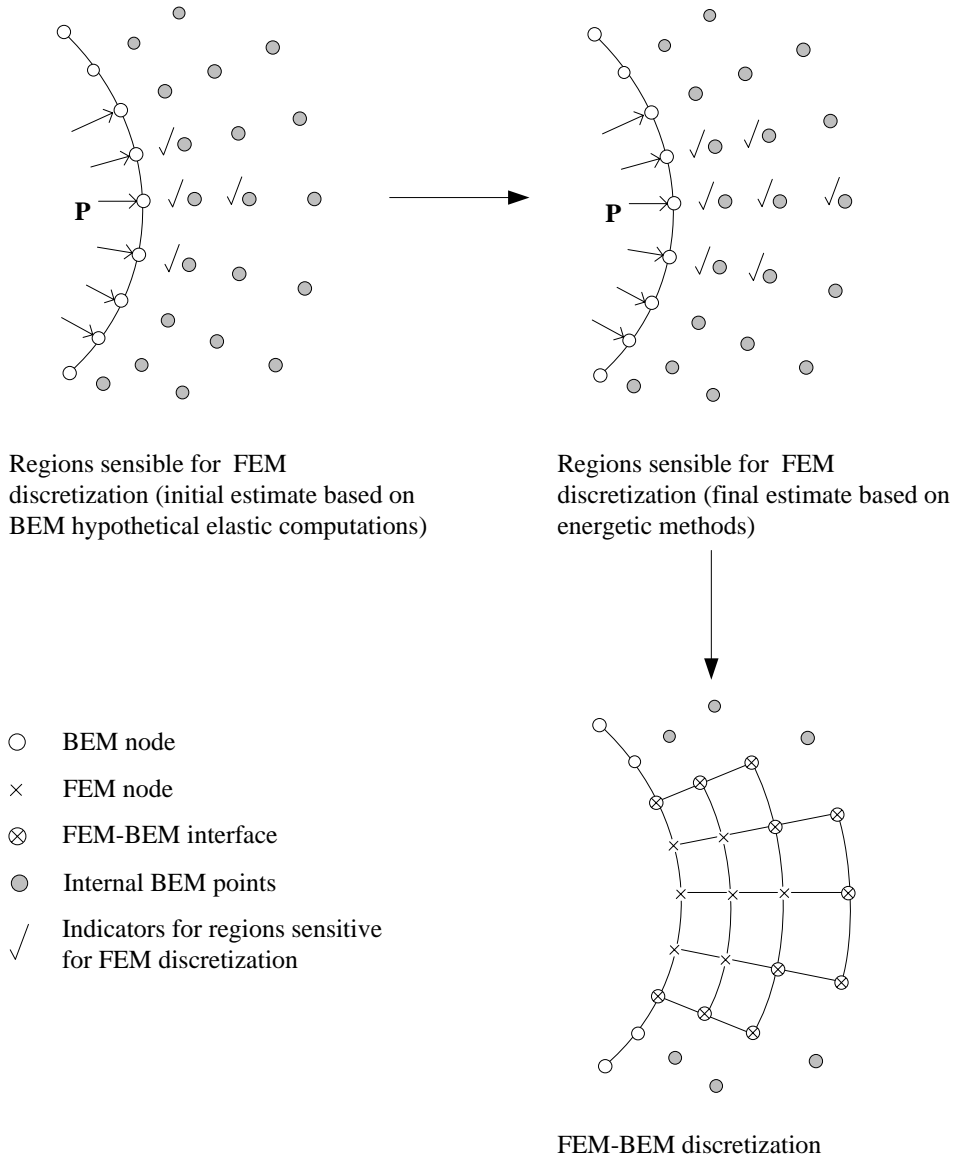 P
P
Regions sensible for FEM
discretization (initial estimate based on
BEM hypothetical elastic computations)
Regions sensible for FEM
discretization (final estimate based on
energetic methods)
BEM node
FEM node
FEM-BEM interface
Internal BEM points
Indicators for regions sensitive
for FEM discretization
FEM-BEM discretization